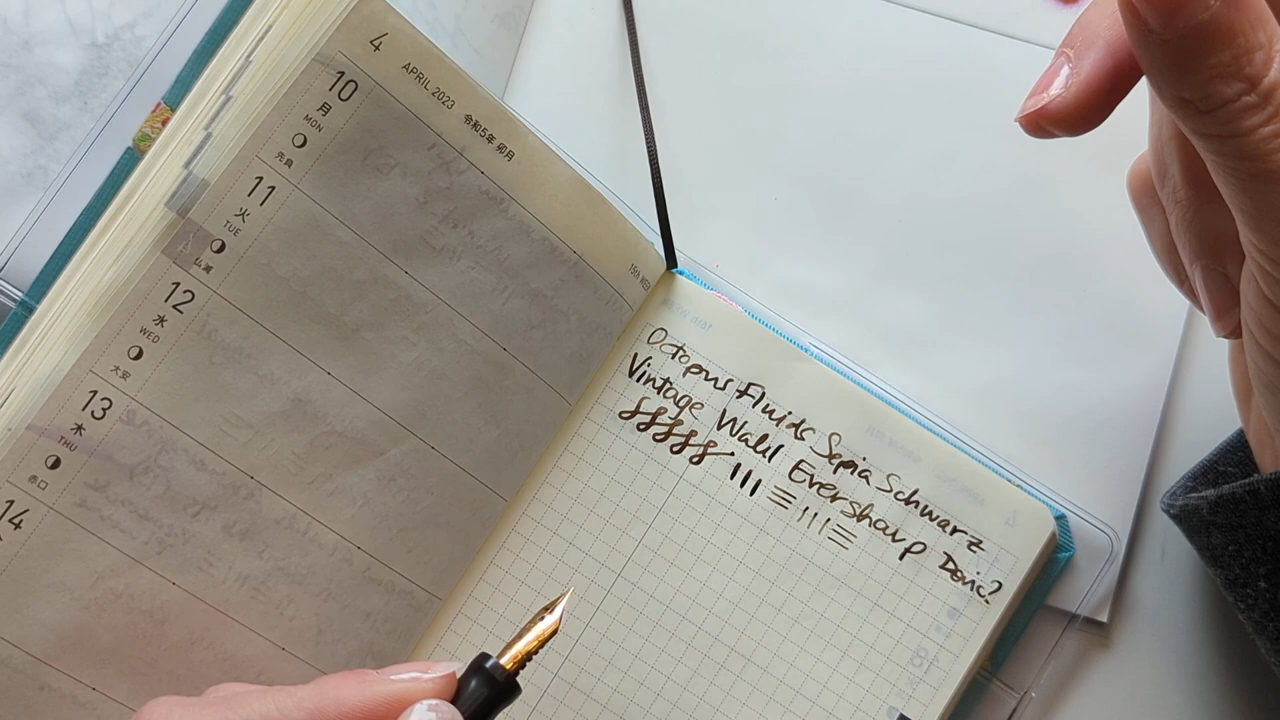 4 APRIL 2023 令和5年 卯月
10
月
MON
先負
11
火
TUE
仏滅
12
水
WED
大安
13
木
THU
赤口
14
15th WEEK
Octopus Fluids Sepia Schwarz
Vintage Wahl Eversharp Doric?